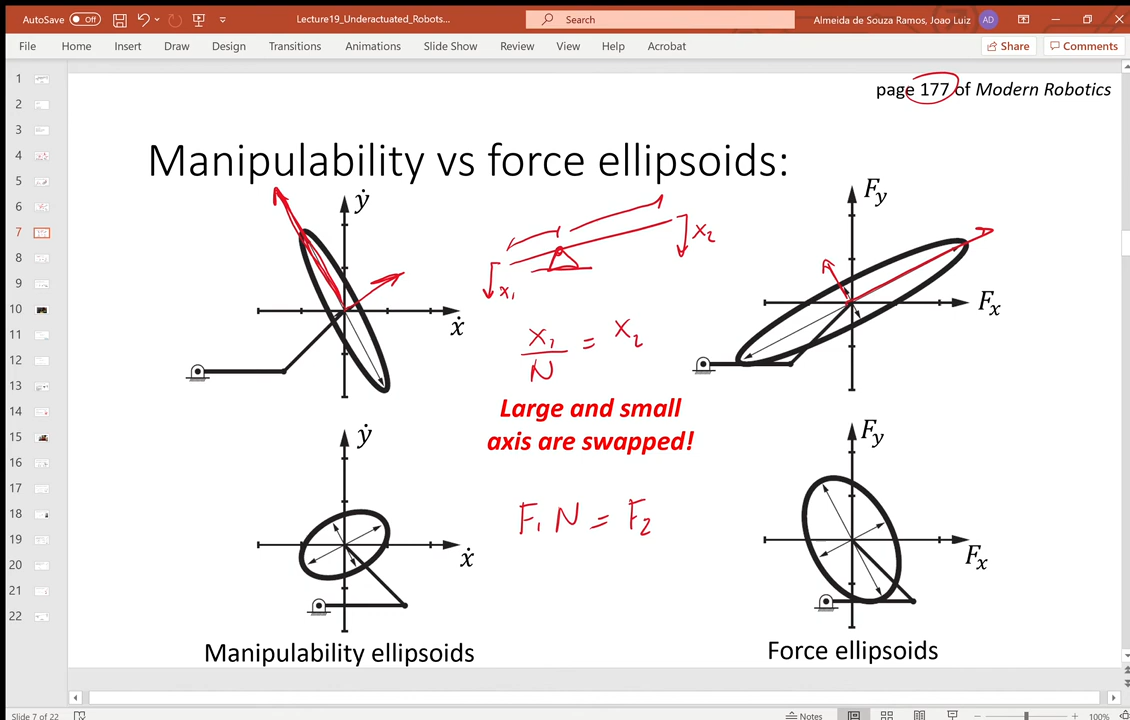 AutoSave Off
Lecture19_Underactuated_Robots...
Search
Almeida de Souza Ramos, Joao Luiz
AD
File Home Insert Draw Design Transitions Animations Slide Show Review View Help Acrobat
Share
Comments
1
2
3
4
5
6
7
8
9
10
11
12
13
14
15
16
17
18
19
20
21
22
page 177 of Modern Robotics
Manipulability vs force ellipsoids:
ẏ
ẋ
x₁
x₂
F_y
F_x
x₁/N = x₂
Large and small
axis are swapped!
ẏ
ẋ
F₁ N = F₂
F_y
F_x
Manipulability ellipsoids
Force ellipsoids
Slide 7 of 22
Notes
100%